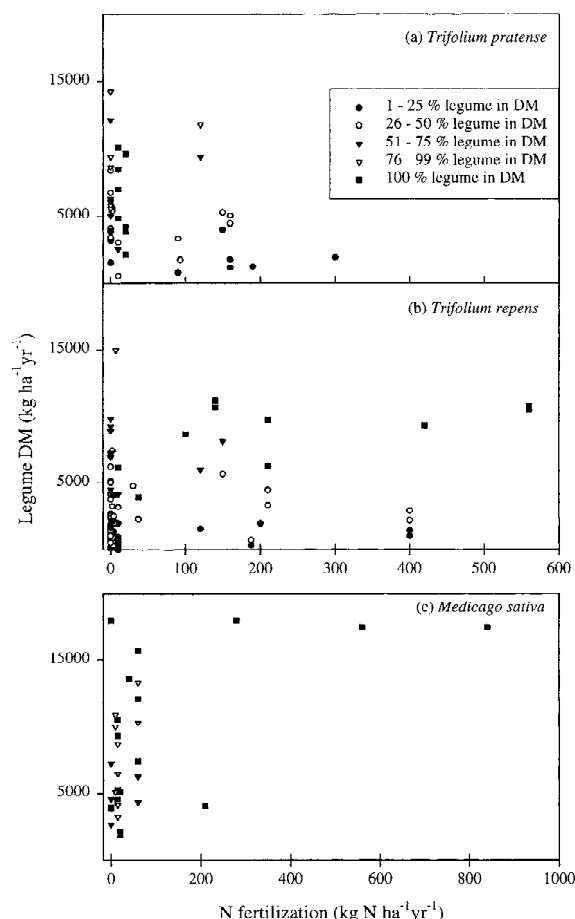 (a) Trifolium pratense
15000
1 - 25 % legume in DM
26 - 50 % legume in DM
51 - 75 % legume in DM
76 - 99 % legume in DM
100 % legume in DM
5000
(b) Trifolium repens
15000
5000
0 100 200 300 400 500 600
Legume DM (kg ha⁻¹yr⁻¹)
(c) Medicago sativa
15000
5000
0 200 400 600 800 1000
N fertilization (kg N ha⁻¹yr⁻¹)